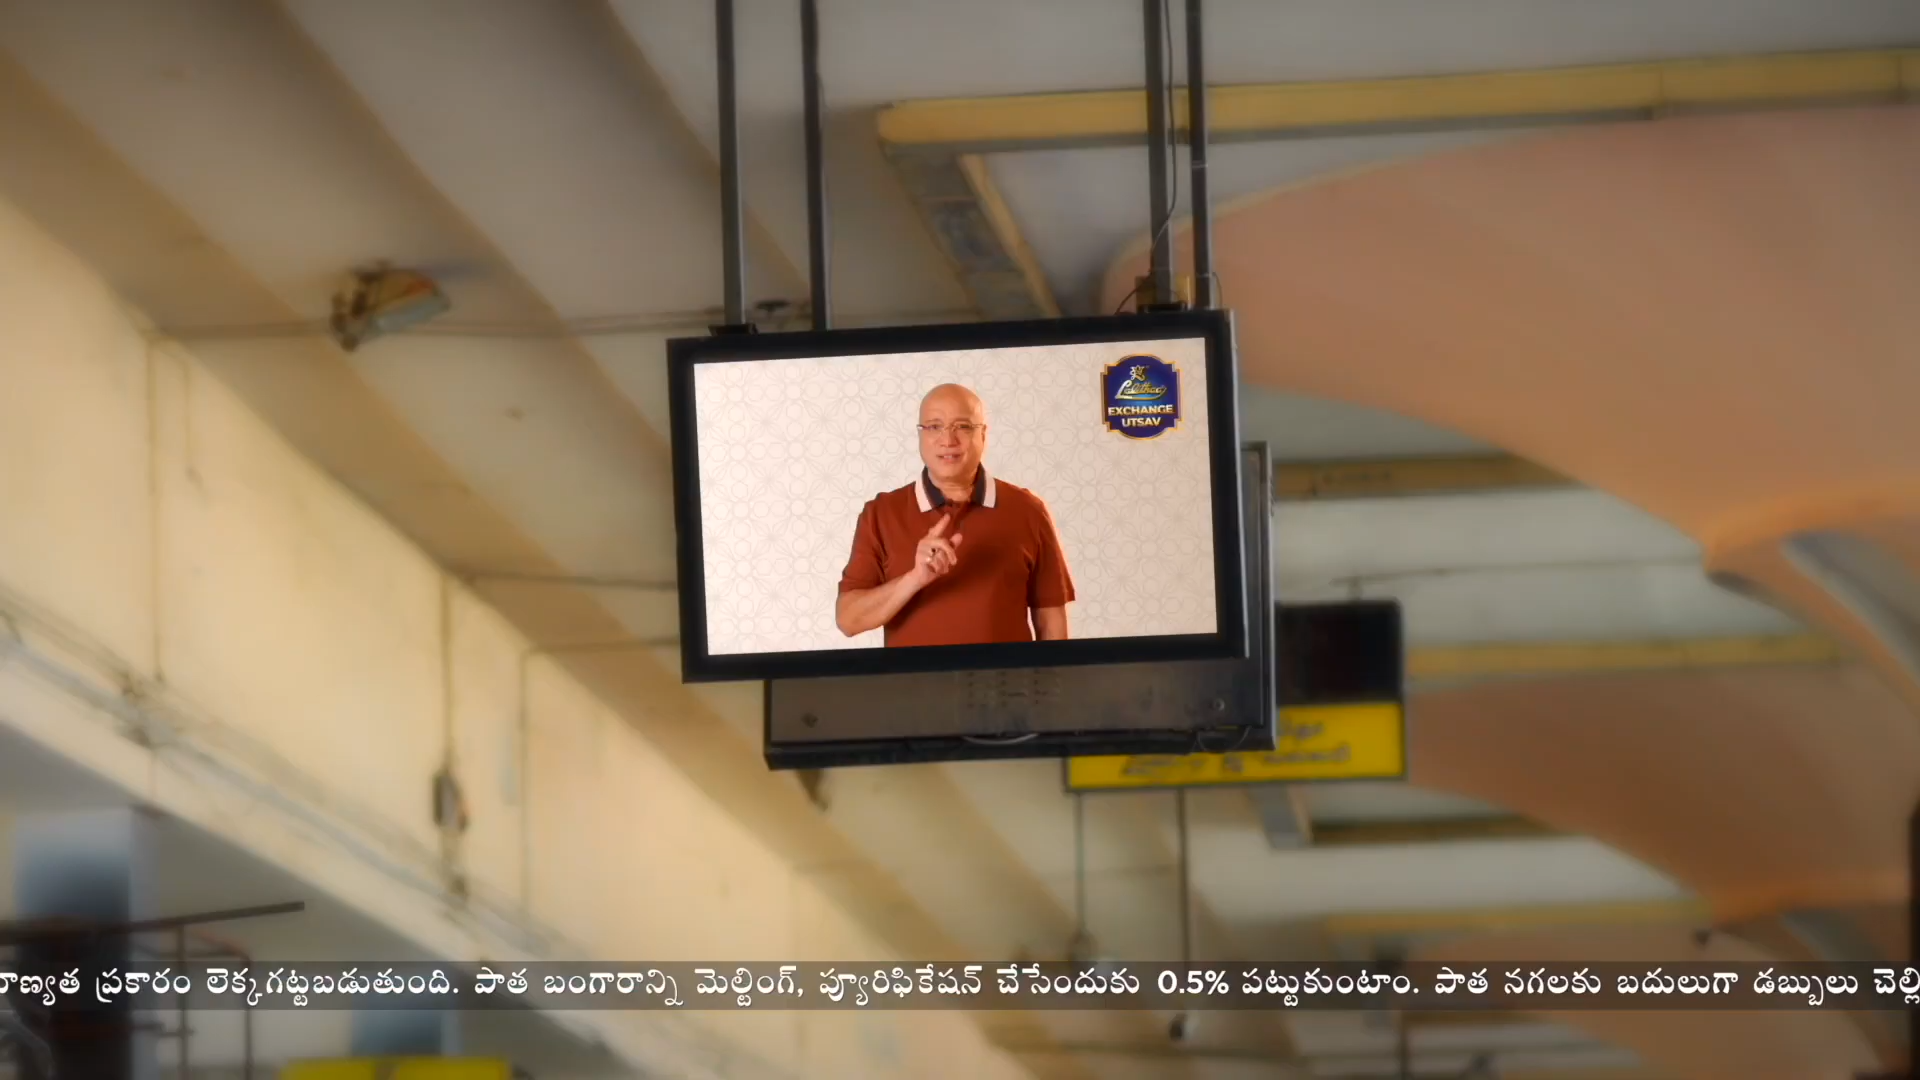 Lalithaa
EXCHANGE
UTSAV
ప్రకారం లెక్కగట్టబడుతుంది. పాత బంగారాన్ని మెల్టింగ్, ప్యూరిఫికేషన్ చేసేందుకు 0.5% పట్టుకుంటాం. పాత నగలకు బదులుగా డబ్బులు